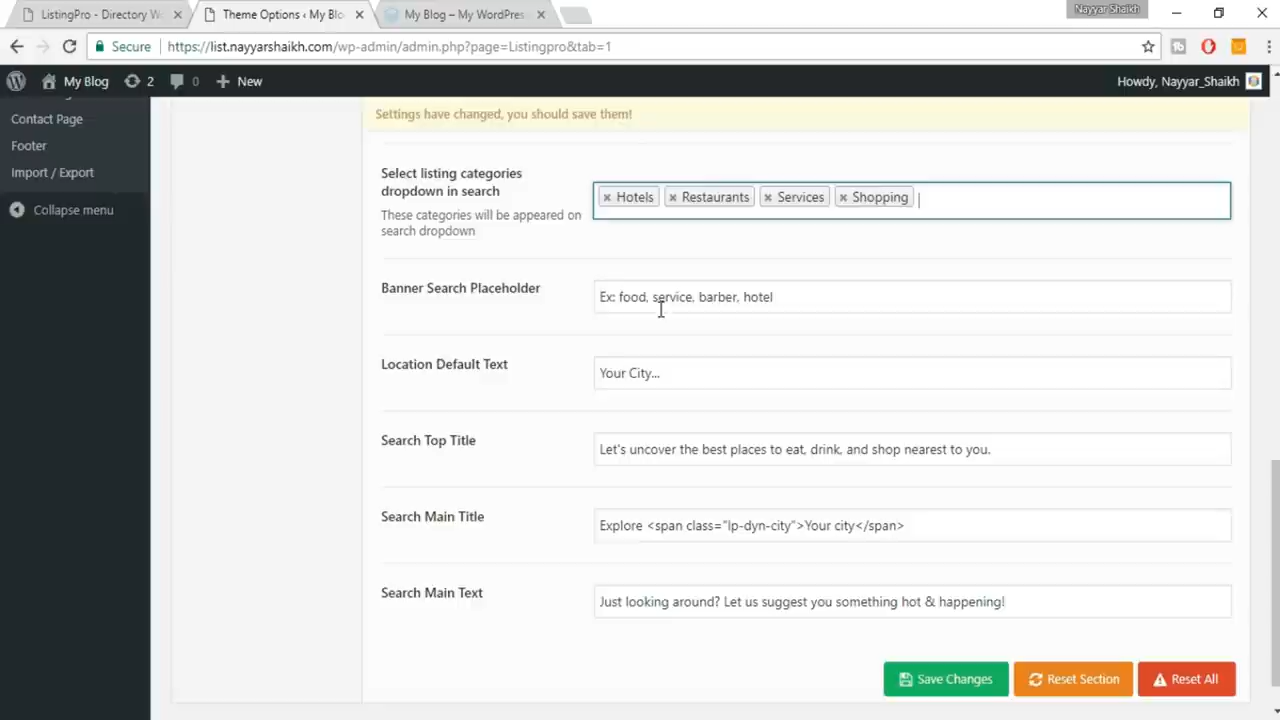 ListingPro - Directory W
Theme Options ‹ My Blo
My Blog – My WordPres
Nayyar Shaikh
Secure
https://list.nayyarshaikh.com/wp-admin/admin.php?page=Listingpro&tab=1
My Blog
2
0
New
Howdy, Nayyar_Shaikh
Contact Page
Footer
Import / Export
Collapse menu
Settings have changed, you should save them!
Select listing categories
dropdown in search
These categories will be appeared on
search dropdown
× Hotels × Restaurants × Services × Shopping
Banner Search Placeholder
Ex: food, service, barber, hotel
Location Default Text
Your City...
Search Top Title
Let's uncover the best places to eat, drink, and shop nearest to you.
Search Main Title
Explore <span class="lp-dyn-city">Your city</span>
Search Main Text
Just looking around? Let us suggest you something hot & happening!
Save Changes
Reset Section
Reset All